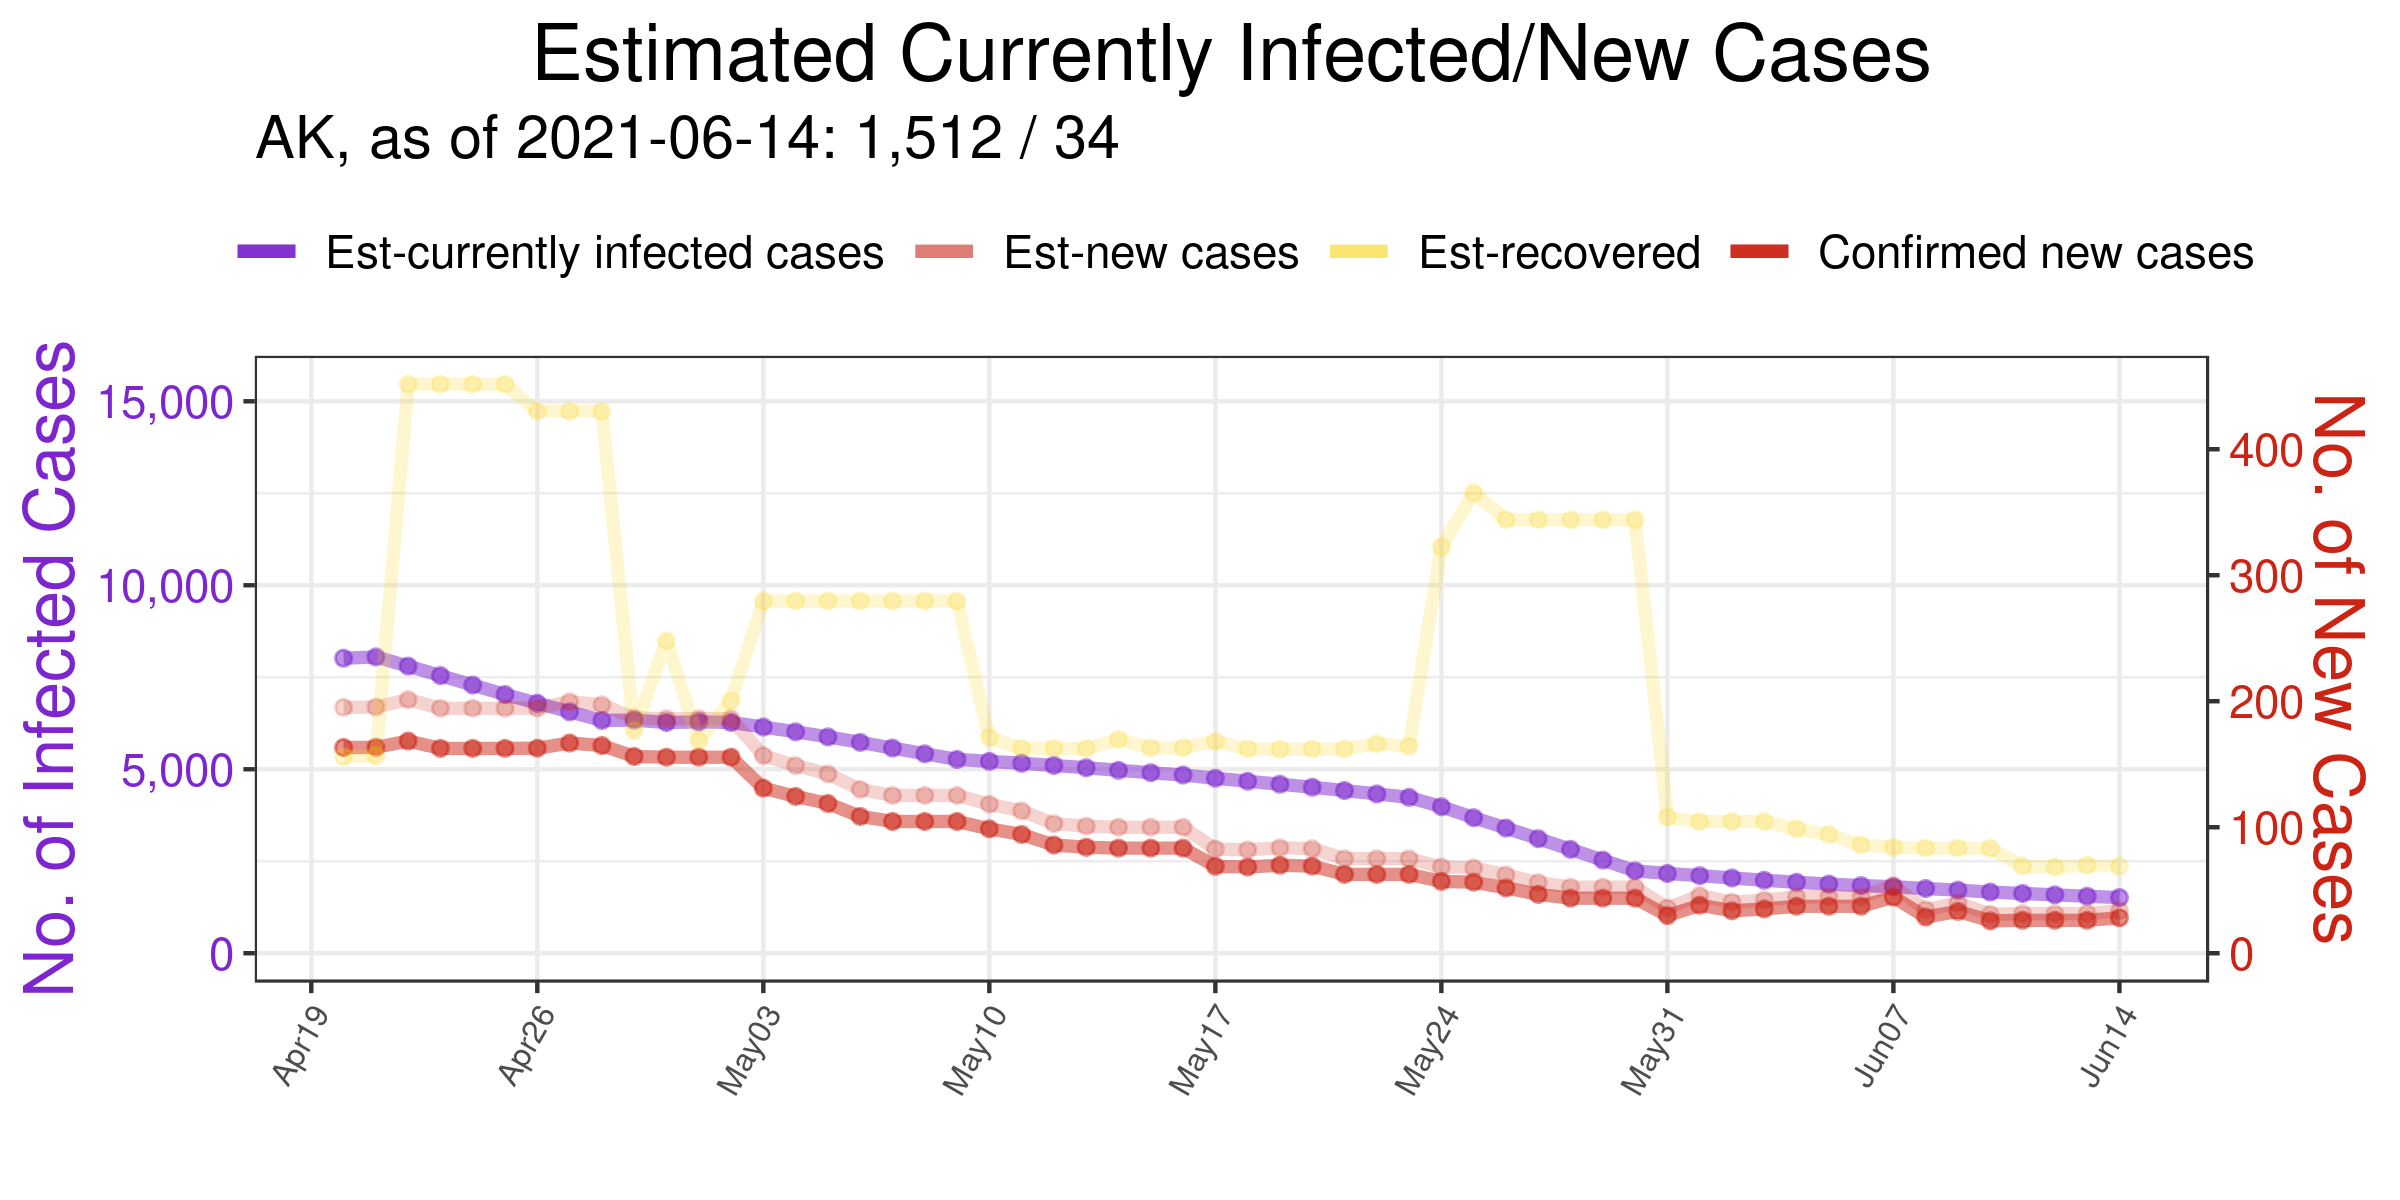 Estimated Currently Infected/New Cases
AK, as of 2021-06-14: 1,512 / 34
Est-currently infected cases Est-new cases Est-recovered Confirmed new cases
No. of Infected Cases
15,000
10,000
5,000
0
400
300
200
100
0
No. of New Cases
Apr19 Apr26 May03 May10 May17 May24 May31 Jun07 Jun14